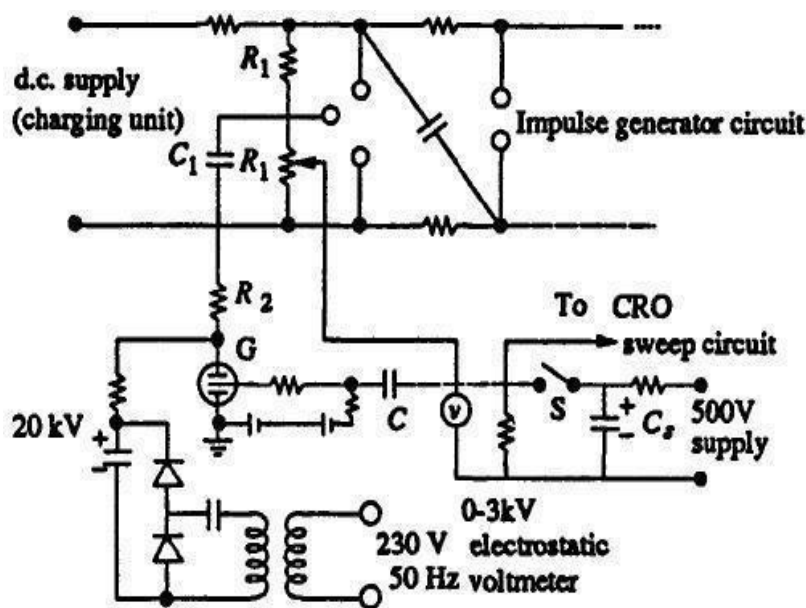 R1
d.c. supply
(charging unit)
Impulse generator circuit
C1
R1
R2
To CRO
sweep circuit
G
20 kV
+
-
C
v
S
+
-
Cs
500V
supply
0-3kV
230 V electrostatic
50 Hz voltmeter